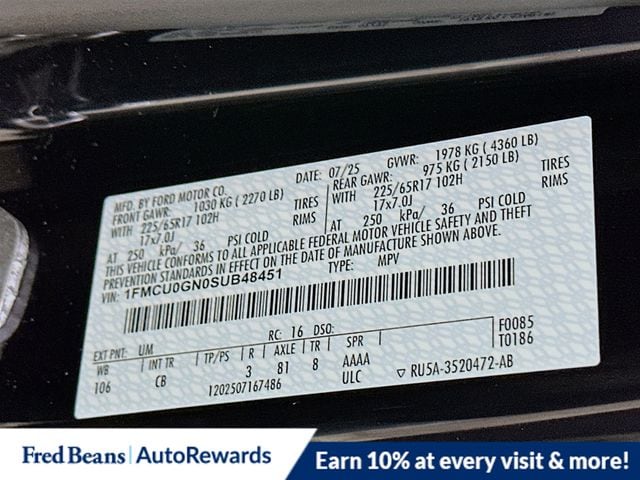 MFD. BY FORD MOTOR CO.
DATE: 07/25 GVWR: 1978 KG ( 4360 LB)
FRONT GAWR: 1030 KG ( 2270 LB) REAR GAWR: 975 KG ( 2150 LB)
WITH 225/65R17 102H TIRES WITH 225/65R17 102H TIRES
17x7.0J RIMS 17x7.0J RIMS
AT 250 kPa/ 36 PSI COLD AT 250 kPa/ 36 PSI COLD
THIS VEHICLE CONFORMS TO ALL APPLICABLE FEDERAL MOTOR VEHICLE SAFETY AND THEFT
PREVENTION STANDARDS IN EFFECT ON THE DATE OF MANUFACTURE SHOWN ABOVE.
VIN: 1FMCU0GN0SUB48451 TYPE: MPV
EXT PNT: UM RC: 16 DSO: F0085
WB INT TR TP/PS R AXLE TR SPR T0186
106 CB 3 81 8 AAAA
1202507167486 ULC ▽ RU5A-3520472-AB
Fred Beans | AutoRewards
Earn 10% at every visit & more!